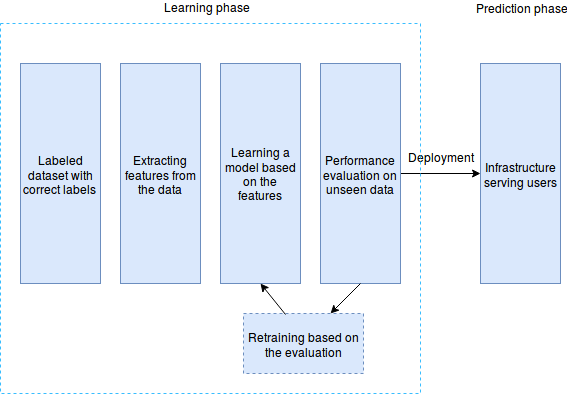 Learning phase
Prediction phase
Labeled
dataset with
correct labels
Extracting
features from
the data
Learning a
model based
on the
features
Performance
evaluation on
unseen data
Deployment
Infrastructure
serving users
Retraining based on
the evaluation